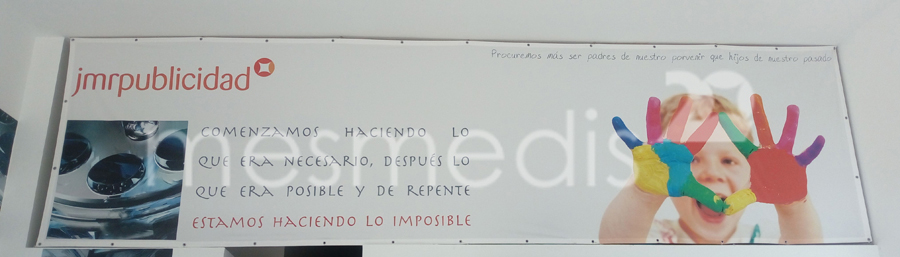 Procuremos más ser padres de nuestro porvenir que hijos de nuestro pasado
jmrpublicidad
COMENZAMOS HACIENDO LO
QUE ERA NECESARIO, DESPUÉS LO
QUE ERA POSIBLE Y DE REPENTE
ESTAMOS HACIENDO LO IMPOSIBLE
mesmedis